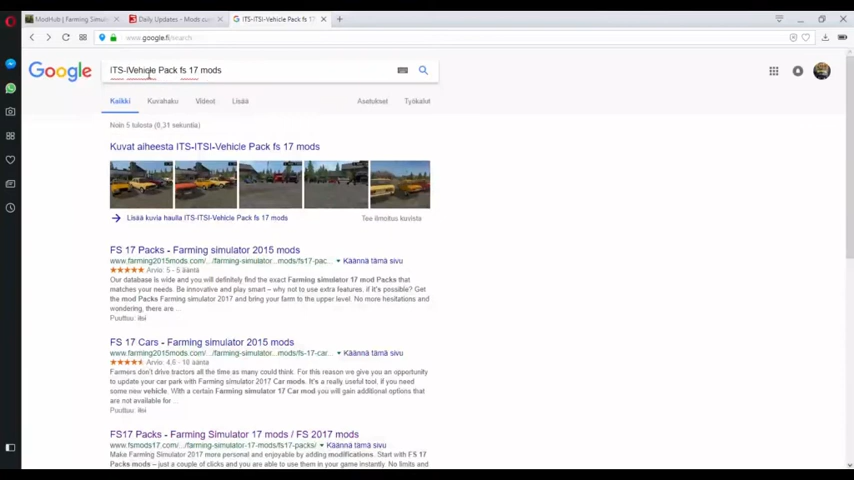 ModHub | Farming Simul
Daily Updates - Mods
ITS-ITSI-Vehicle Pack fs 17
www.google.fi/search
Google
ITS-IVehicle Pack fs 17 mods
Kaikki Kuvahaku Videot Lisää Asetukset Työkalut
Noin 5 tulosta (0,31 sekuntia)
Kuvat aiheesta ITS-ITSI-Vehicle Pack fs 17 mods
Lisää kuvia haulla ITS-ITSI-Vehicle Pack fs 17 mods
Tee ilmoitus kuvista
FS 17 Packs - Farming simulator 2015 mods
www.farming2015mods.com/.../farming-simulator...mods/fs17-pac... Käännä tämä sivu
Arvio: 5 - 5 ääntä
Our database is wide and you will definitely find the exact Farming simulator 17 mod Packs that
matches your needs. Be innovative and play smart – why not to use extra features, if it's possible? Get
the mod Packs Farming simulator 2017 and bring your farm to the upper level. No more hesitations and
wondering, there are ...
Puuttuu: itsi
FS 17 Cars - Farming simulator 2015 mods
www.farming2015mods.com/.../farming-simulator...mods/fs-17-car... Käännä tämä sivu
Arvio: 4,6 - 10 ääntä
Farmers don't drive tractors all the time as many could think. For this reason we give you an opportunity
to update your car park with Farming simulator 2017 Car mods. It's a really useful tool, if you need
some new vehicle. With a certain Farming simulator 17 Car mod you will gain additional options that
are not available for ...
Puuttuu: itsi
FS17 Packs - Farming Simulator 17 mods / FS 2017 mods
www.fsmods17.com/...farming-simulator-17-mods/fs17-packs/ Käännä tämä sivu
Make Farming Simulator 2017 more personal and enjoyable by adding modifications. Start with FS 17
Packs mods – just a couple of clicks and you are able to use them in your game instantly. No limits and